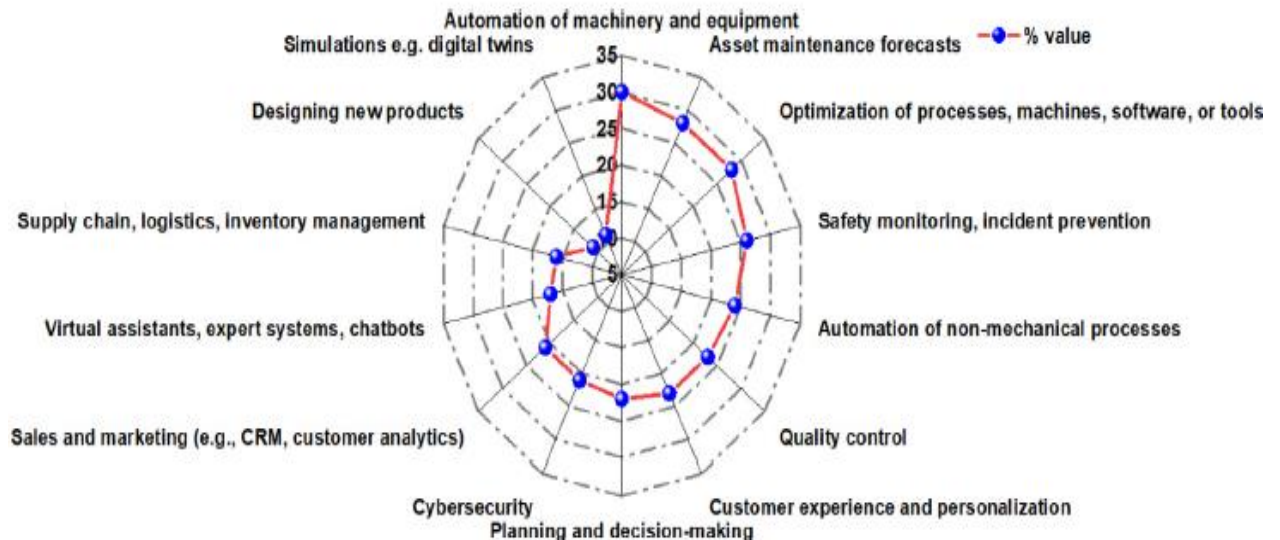 Automation of machinery and equipment
Simulations e.g. digital twins
Asset maintenance forecasts
% value
Designing new products
Optimization of processes, machines, software, or tools
Supply chain, logistics, inventory management
Safety monitoring, incident prevention
Virtual assistants, expert systems, chatbots
Automation of non-mechanical processes
Sales and marketing (e.g., CRM, customer analytics)
Quality control
Cybersecurity
Customer experience and personalization
Planning and decision-making
35
30
25
20
15
10
5